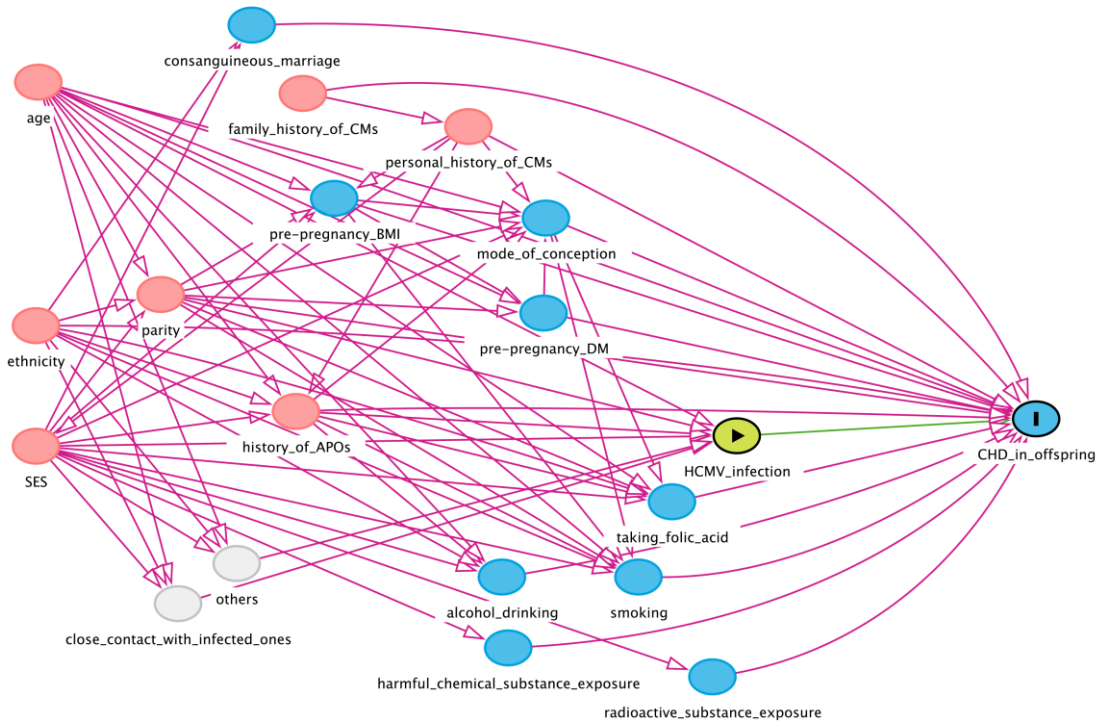 consanguineous_marriage
age
family_history_of_CMs
personal_history_of_CMs
pre-pregnancy_BMI
mode_of_conception
parity
ethnicity
pre-pregnancy_DM
history_of_APOs
CHD_in_offspring
HCMV_infection
SES
taking_folic_acid
others
alcohol_drinking
smoking
close_contact_with_infected_ones
harmful_chemical_substance_exposure
radioactive_substance_exposure